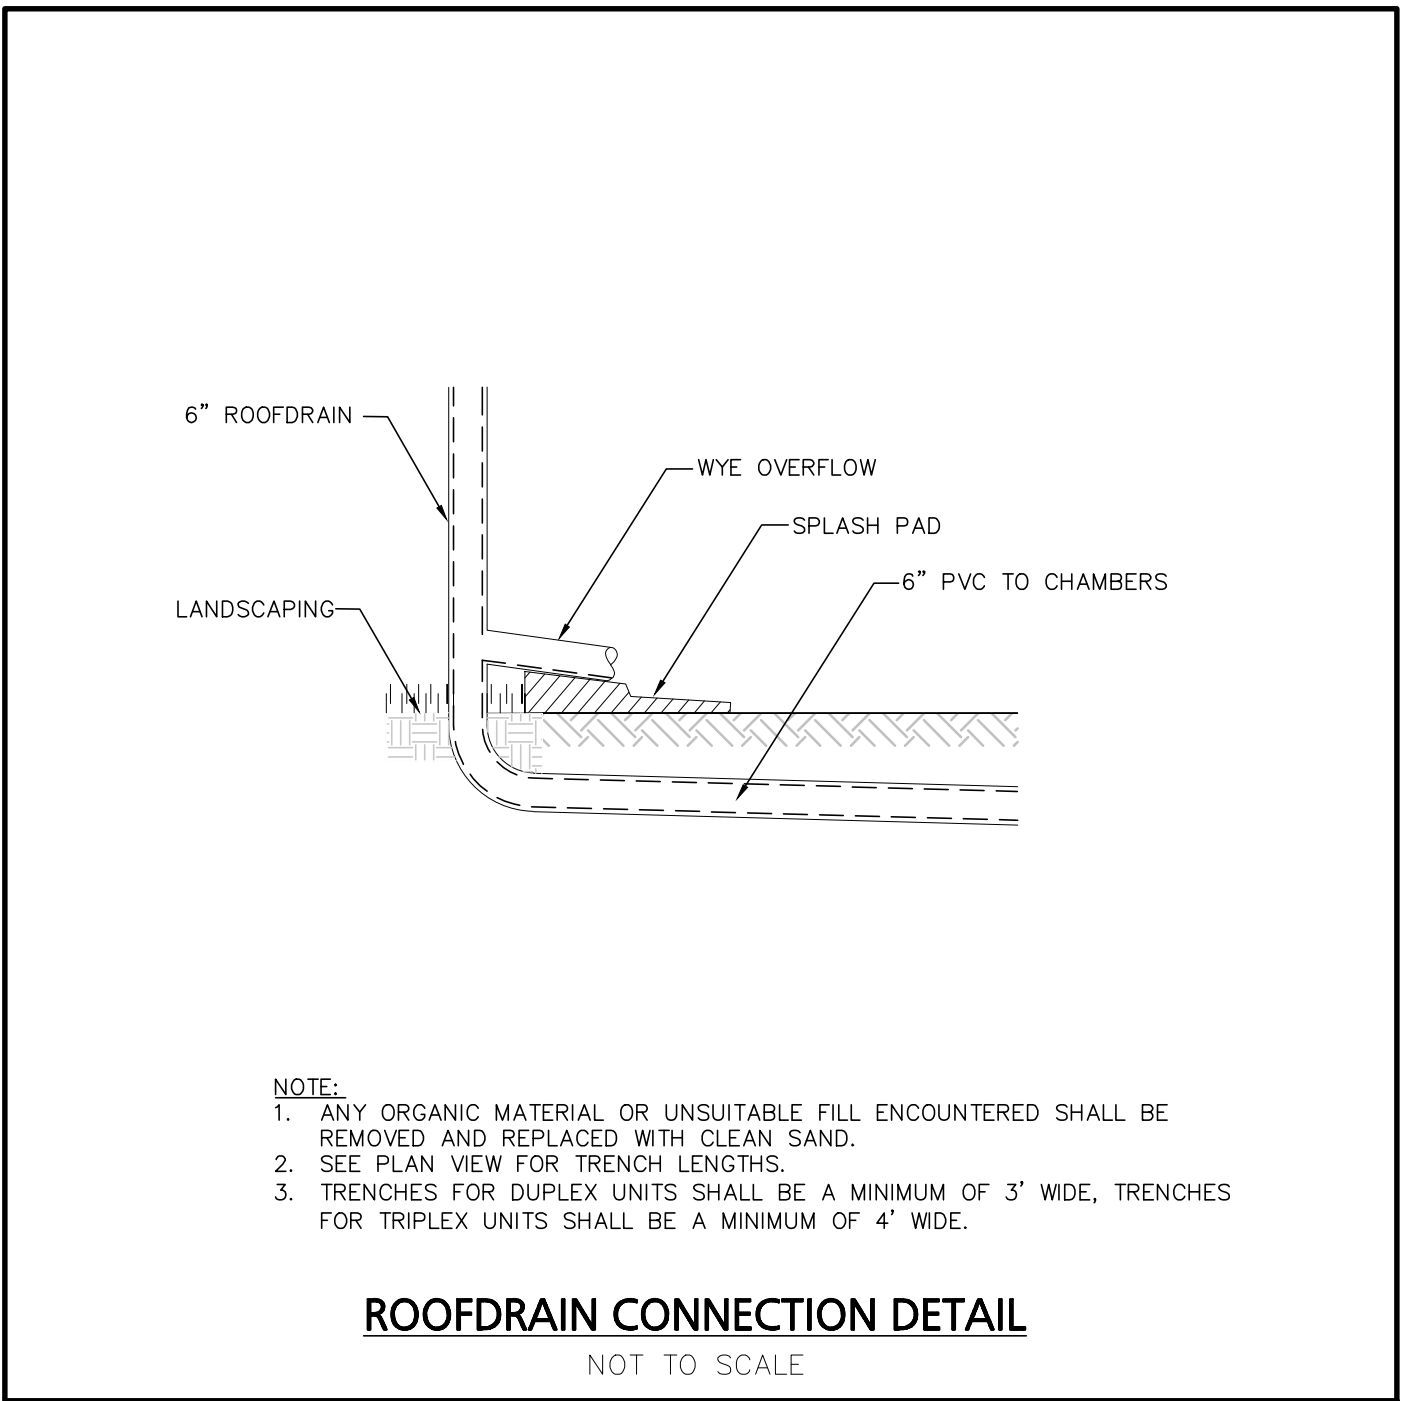 6” ROOFDRAIN
WYE OVERFLOW
SPLASH PAD
6” PVC TO CHAMBERS
LANDSCAPING
NOTE:
1. ANY ORGANIC MATERIAL OR UNSUITABLE FILL ENCOUNTERED SHALL BE
REMOVED AND REPLACED WITH CLEAN SAND.
2. SEE PLAN VIEW FOR TRENCH LENGTHS.
3. TRENCHES FOR DUPLEX UNITS SHALL BE A MINIMUM OF 3’ WIDE, TRENCHES
FOR TRIPLEX UNITS SHALL BE A MINIMUM OF 4’ WIDE.
ROOFDRAIN CONNECTION DETAIL
NOT TO SCALE